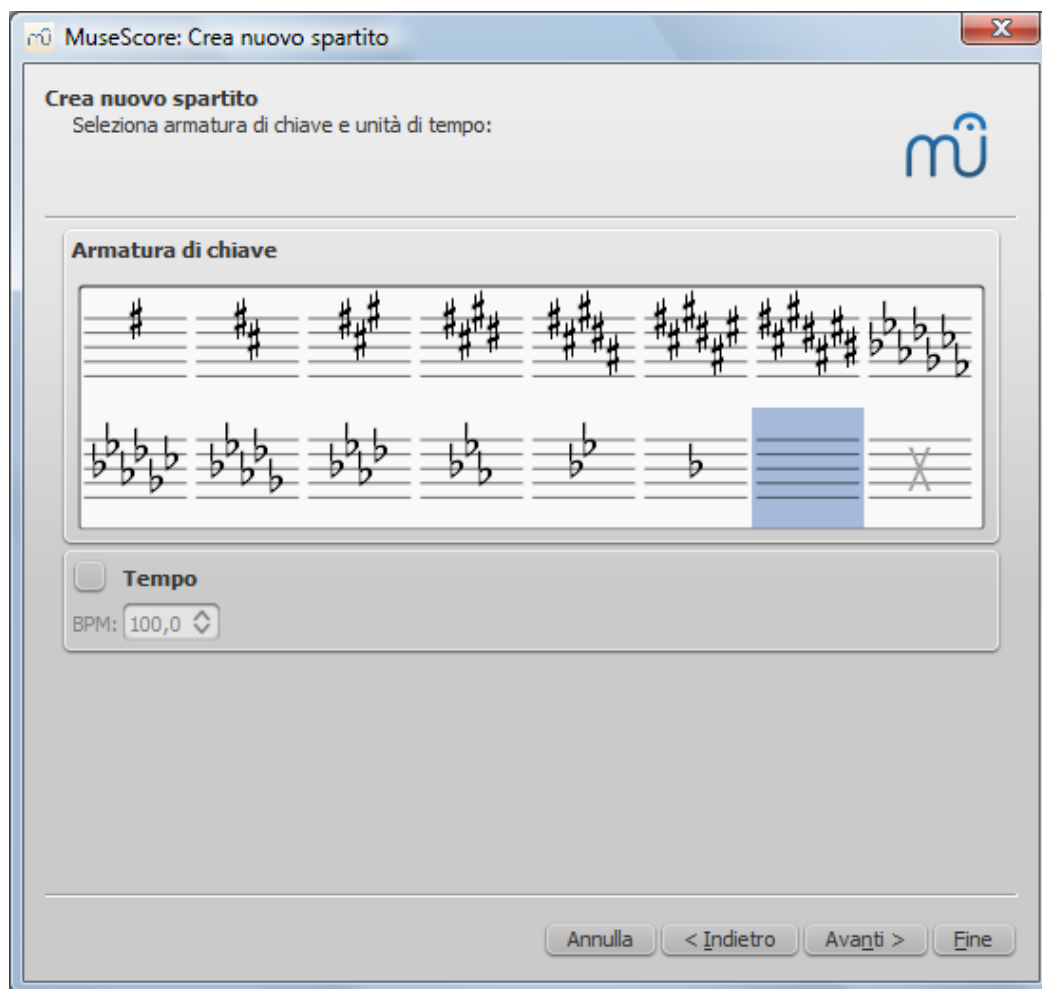 MuseScore: Crea nuovo spartito
Crea nuovo spartito
Seleziona armatura di chiave e unità di tempo:
Armatura di chiave
Tempo
BPM: 100,0
Annulla < Indietro Avanti > Fine